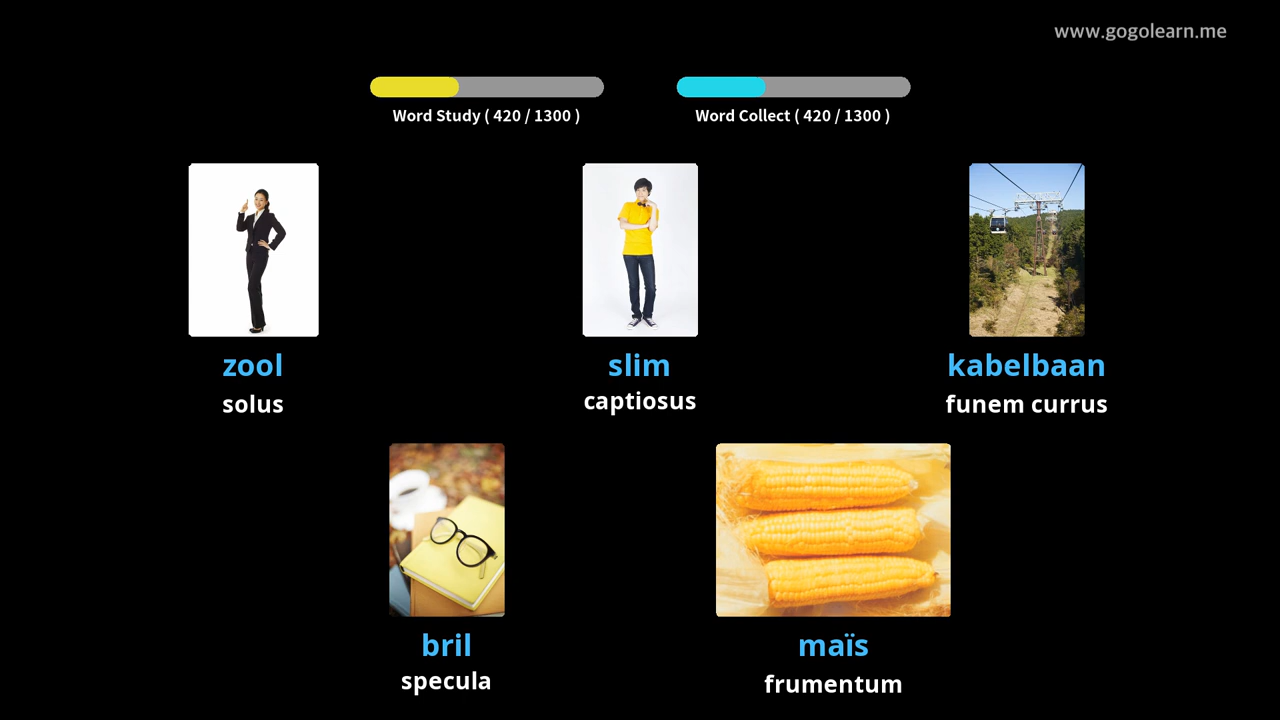 www.gogolearn.me
Word Study ( 420 / 1300 )
Word Collect ( 420 / 1300 )
zool
solus
slim
captiosus
kabelbaan
funem currus
bril
specula
maïs
frumentum